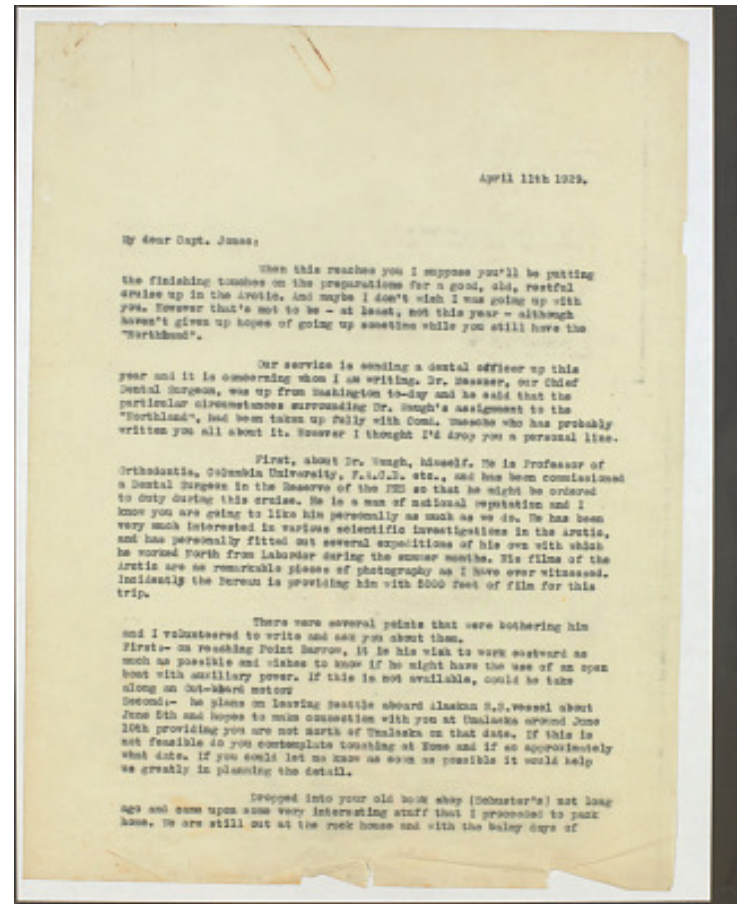 April 11th 1929.
My dear Capt. Jones:
When this reaches you I suppose you'll be putting
the finishing touches on the preparations for a good, old, restful
cruise up in the Arctic. And maybe I don't wish I was going up with
you. However that's not to be - at least, not this year - although
haven't given up hopes of going up sometime while you still have the
"Northland".
Our service is sending a dental officer up this
year and it is concerning whom I am writing. Dr. Messner, our Chief
Dental Surgeon, was up from Washington to-day and he said that the
particular circumstances surrounding Dr. Waugh's assignment to the
"Northland", had been taken up fully with Comd. who has probably
written you all about it. However I thought I'd drop you a personal line.
First, about Dr. Waugh, himself. He is Professor of
Orthodontia, Columbia University, F.A.C.D. etc., and has been commissioned
a Dental Surgeon in the Reserve of the PHS so that he might be ordered
to duty during this cruise. He is a man of national reputation and I
know you are going to like him personally as much as we do. He has been
very much interested in various scientific investigations in the Arctic,
and has personally fitted out several expeditions of his own with which
he worked North from Labordor during the summer months. His films of the
Arctic are as remarkable pieces of photography as I have ever witnessed.
Incidently the Bureau is providing him with 5000 feet of film for this
trip.
There were several points that were bothering him
and I volunteered to write and ask you about them.
First:- on reaching Point Barrow, it is his wish to work eastward as
much as possible and wishes to know if he might have the use of an open
boat with auxiliary power. If this is not available, could he take
along an Out-board motor?
Second:- he plans on leaving Seattle aboard Alaskan S.S.vessel about
June 5th and hopes to make connection with you at Unalaska around June
10th providing you are not north of Unalaska on that date. If this is
not feasible do you contemplate touching at Nome and if so approximately
what date. If you could let me know as soon as possible it would help
us greatly in planning the detail.
Dropped into your old book shop (Schuster's) not long
ago and came upon some very interesting stuff that I proceeded to pack
home. We are still out at the rock house and with the balmy days of